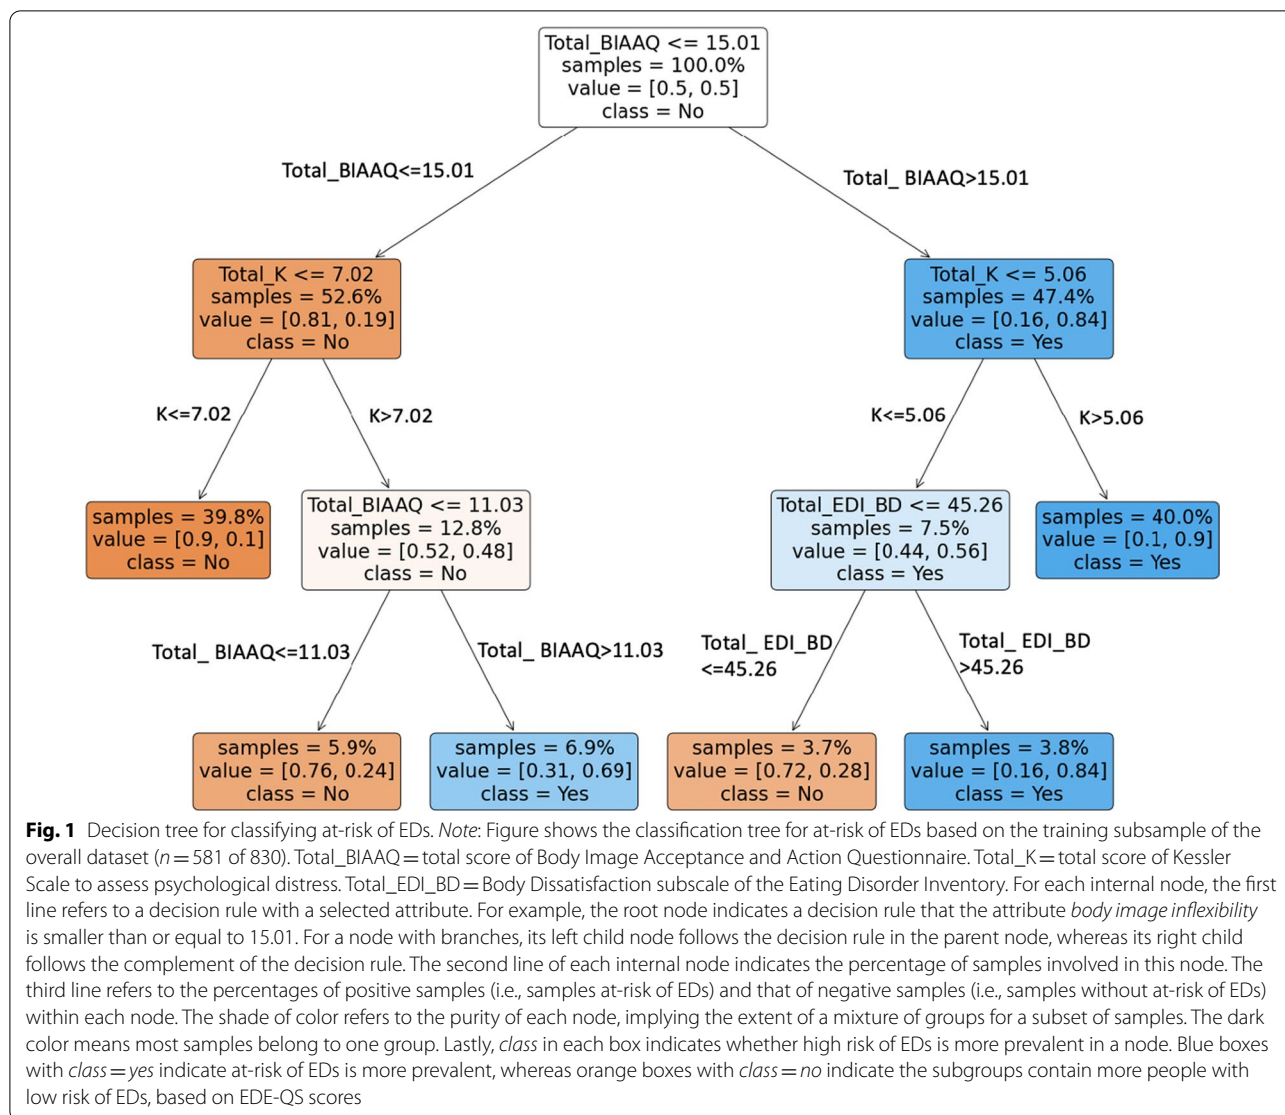 Total_BIAAQ <= 15.01
samples = 100.0%
value = [0.5, 0.5]
class = No
Total_BIAAQ<=15.01
Total_ BIAAQ>15.01
Total_K <= 7.02
samples = 52.6%
value = [0.81, 0.19]
class = No
Total_K <= 5.06
samples = 47.4%
value = [0.16, 0.84]
class = Yes
K<=7.02
K>7.02
K<=5.06
K>5.06
samples = 39.8%
value = [0.9, 0.1]
class = No
Total_BIAAQ <= 11.03
samples = 12.8%
value = [0.52, 0.48]
class = No
Total_EDI_BD <= 45.26
samples = 7.5%
value = [0.44, 0.56]
class = Yes
samples = 40.0%
value = [0.1, 0.9]
class = Yes
Total_ BIAAQ<=11.03
Total_ BIAAQ>11.03
Total_ EDI_BD
<=45.26
Total_ EDI_BD
>45.26
samples = 5.9%
value = [0.76, 0.24]
class = No
samples = 6.9%
value = [0.31, 0.69]
class = Yes
samples = 3.7%
value = [0.72, 0.28]
class = No
samples = 3.8%
value = [0.16, 0.84]
class = Yes
Fig. 1 Decision tree for classifying at-risk of EDs. Note: Figure shows the classification tree for at-risk of EDs based on the training subsample of the
overall dataset (n = 581 of 830). Total_BIAAQ = total score of Body Image Acceptance and Action Questionnaire. Total_K = total score of Kessler
Scale to assess psychological distress. Total_EDI_BD = Body Dissatisfaction subscale of the Eating Disorder Inventory. For each internal node, the first
line refers to a decision rule with a selected attribute. For example, the root node indicates a decision rule that the attribute body image inflexibility
is smaller than or equal to 15.01. For a node with branches, its left child node follows the decision rule in the parent node, whereas its right child
follows the complement of the decision rule. The second line of each internal node indicates the percentage of samples involved in this node. The
third line refers to the percentages of positive samples (i.e., samples at-risk of EDs) and that of negative samples (i.e., samples without at-risk of EDs)
within each node. The shade of color refers to the purity of each node, implying the extent of a mixture of groups for a subset of samples. The dark
color means most samples belong to one group. Lastly, class in each box indicates whether high risk of EDs is more prevalent in a node. Blue boxes
with class = yes indicate at-risk of EDs is more prevalent, whereas orange boxes with class = no indicate the subgroups contain more people with
low risk of EDs, based on EDE-QS scores